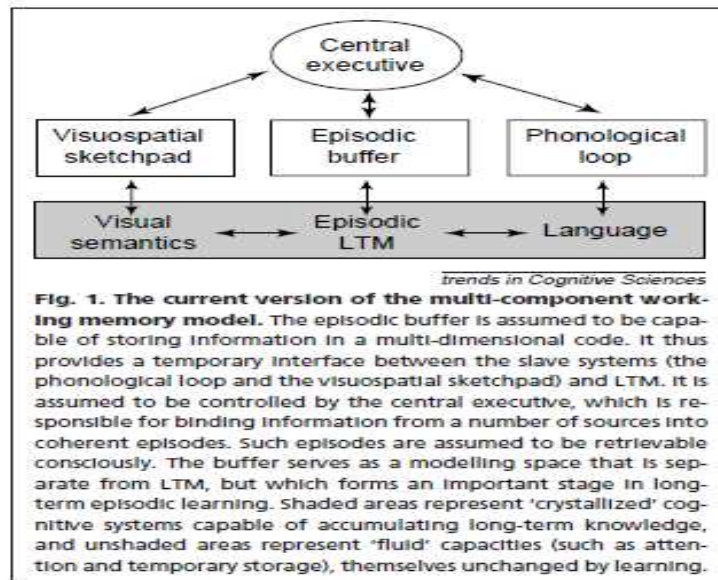 Central
executive
Visuospatial
sketchpad
Episodic
buffer
Phonological
loop
Visual
semantics
Episodic
LTM
Language
trends in Cognitive Sciences
Fig. 1. The current version of the multi-component work-
ing memory model. The episodic buffer is assumed to be capa-
ble of storing information in a multi-dimensional code. It thus
provides a temporary interface between the slave systems (the
phonological loop and the visuospatial sketchpad) and LTM. It is
assumed to be controlled by the central executive, which is re-
sponsible for binding information from a number of sources into
coherent episodes. Such episodes are assumed to be retrievable
consciously. The buffer serves as a modelling space that is sep-
arate from LTM, but which forms an important stage in long-
term episodic learning. Shaded areas represent 'crystallized' cog-
nitive systems capable of accumulating long-term knowledge,
and unshaded areas represent 'fluid' capacities (such as atten-
tion and temporary storage), themselves unchanged by learning.